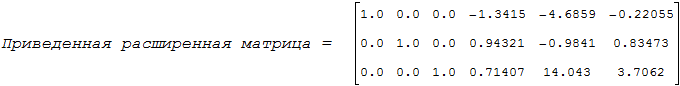 1.0 0.0 0.0 -1.3415 -4.6859 -0.22055
Приведенная расширенная матрица = 0.0 1.0 0.0 0.94321 -0.9841 0.83473
0.0 0.0 1.0 0.71407 14.043 3.7062